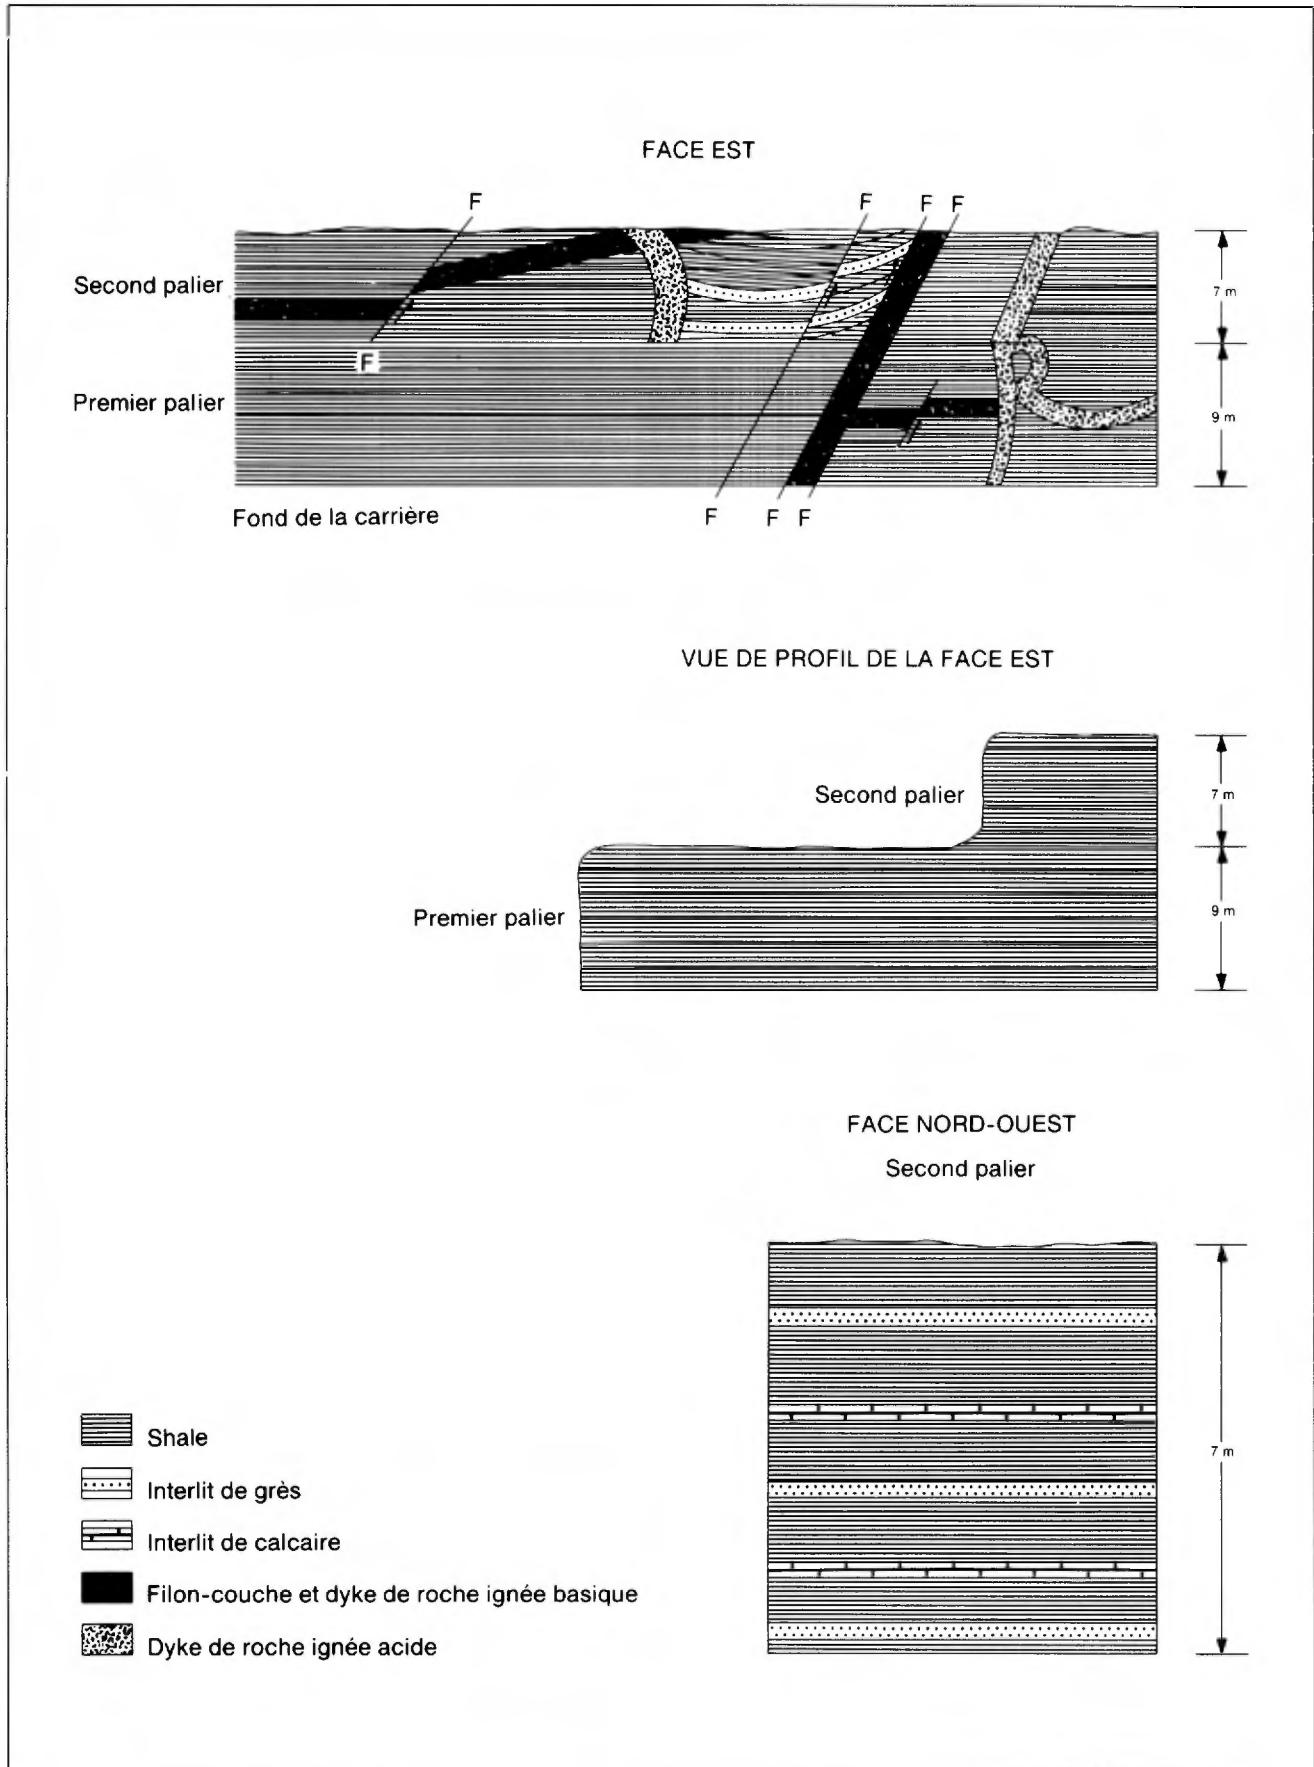 FACE EST
F
F F F
Second palier
7 m
F
Premier palier
9 m
Fond de la carrière
F F F
VUE DE PROFIL DE LA FACE EST
Second palier
7 m
Premier palier
9 m
FACE NORD-OUEST
Second palier
7 m
Shale
Interlit de grès
Interlit de calcaire
Filon-couche et dyke de roche ignée basique
Dyke de roche ignée acide